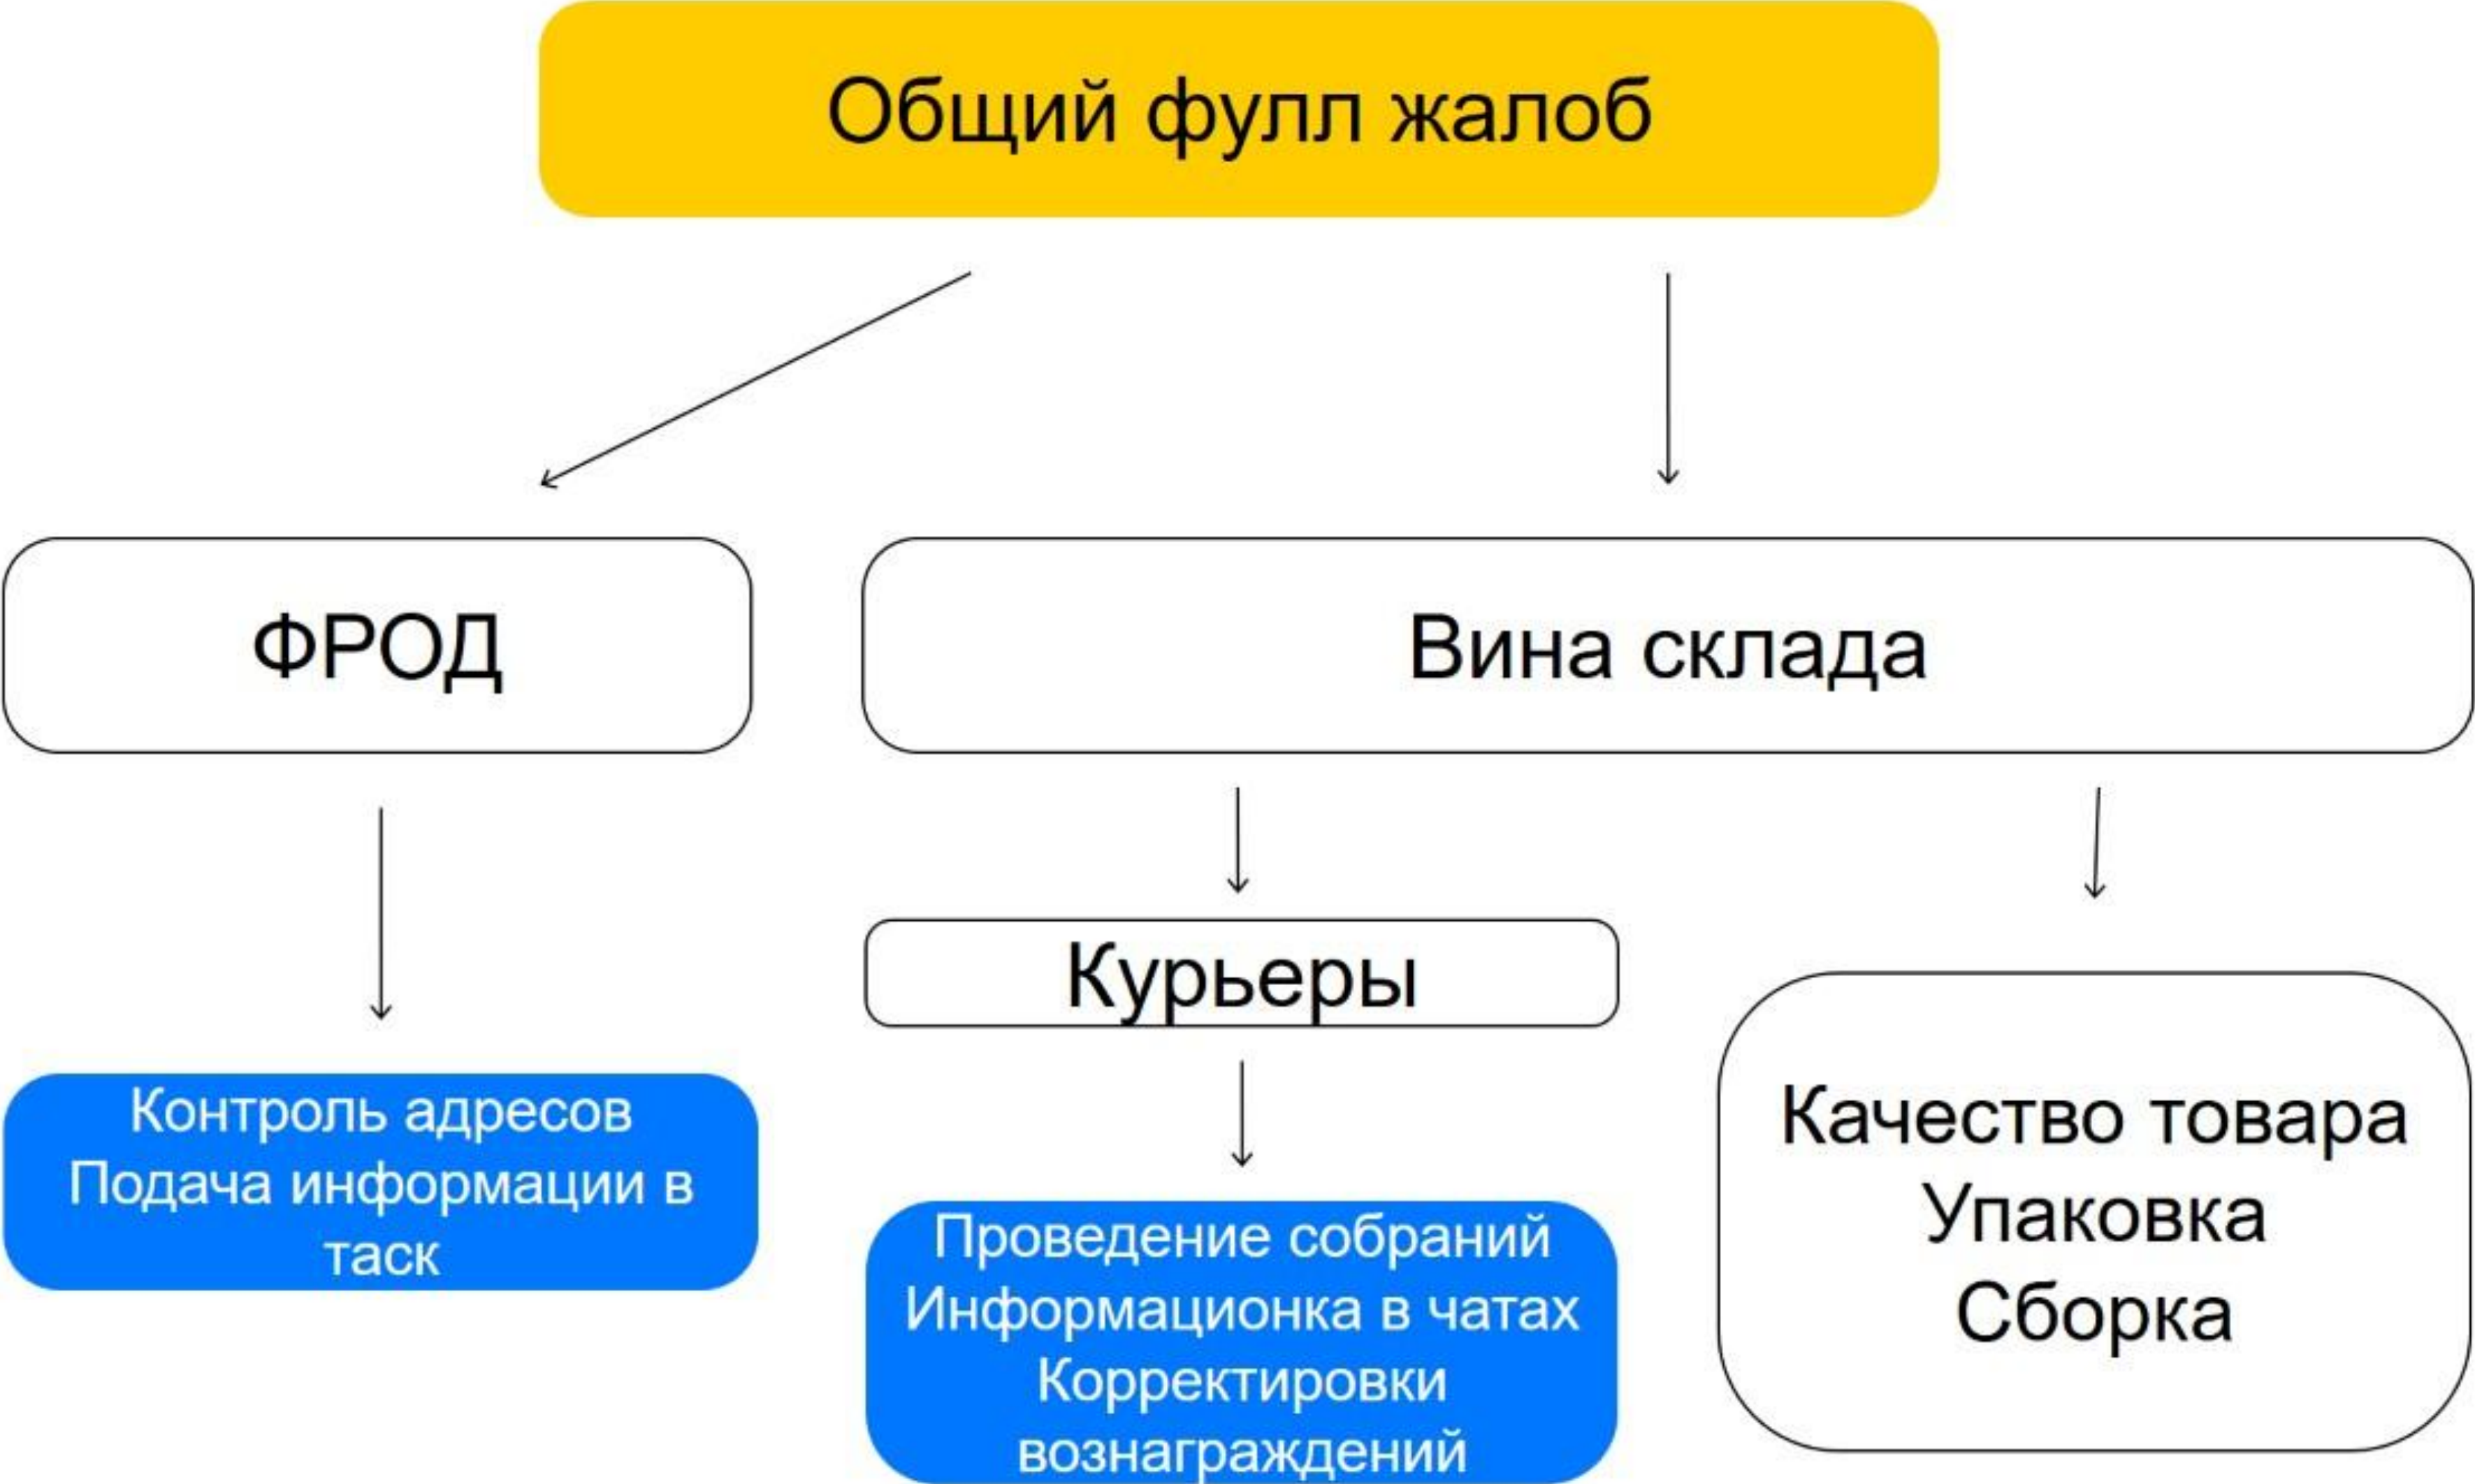 Общий фулл жалоб
ФРОД
Вина склада
Курьеры
Контроль адресов
Подача информации в
таск
Проведение собраний
Информационка в чатах
Корректировки
вознаграждений
Качество товара
Упаковка
Сборка